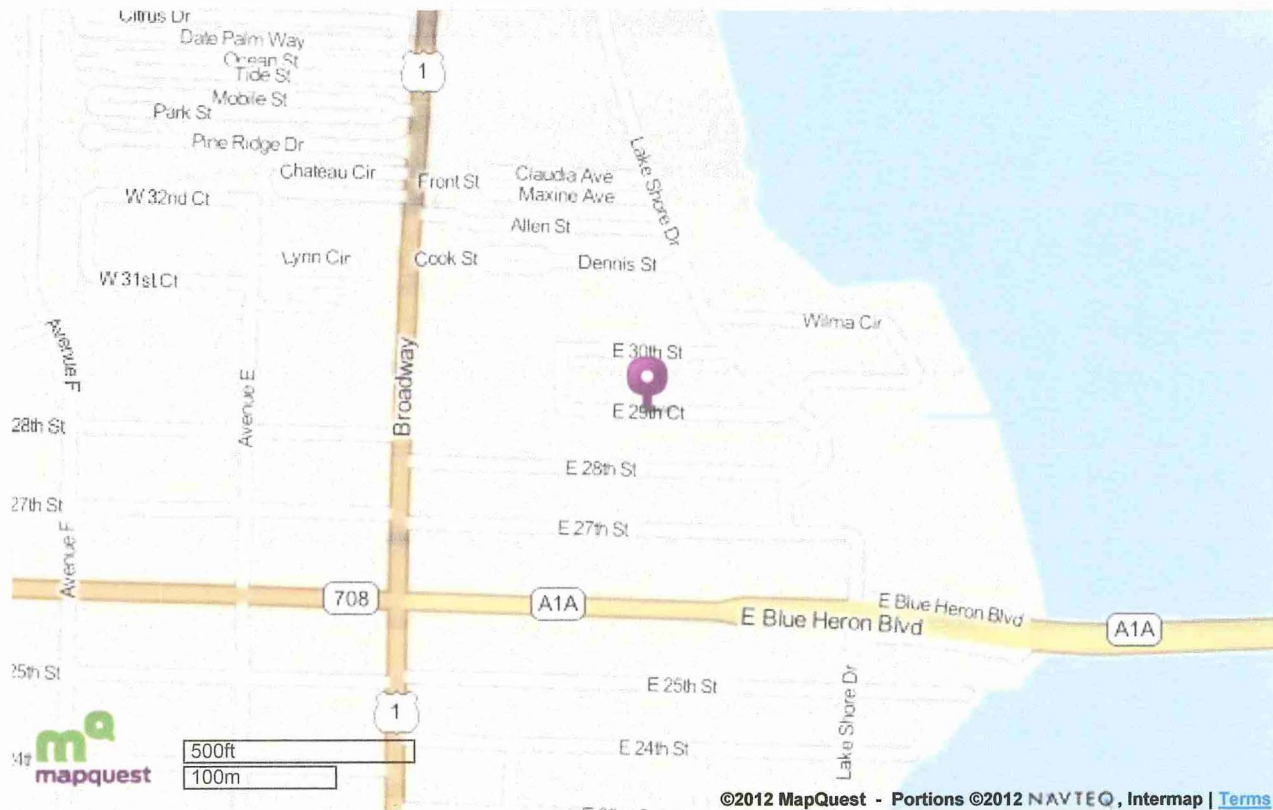 Citrus Dr
Date Palm Way
Ocean St
Tide St
1
Mobile St
Park St
Pine Ridge Dr
Lake Shore Dr
Chateau Cir
Front St
Claudia Ave
Maxine Ave
W 32nd Ct
Allen St
Lynn Cir
Cook St
Dennis St
W 31st Ct
Wilma Cir
Avenue F
Broadway
E 30th St
Avenue E
E 29th Ct
28th St
E 28th St
27th St
E 27th St
Avenue F
708
A1A
E Blue Heron Blvd
E Blue Heron Blvd
A1A
25th St
E 25th St
Lake Shore Dr
1
E 24th St
mQ
mapquest
500ft
100m
©2012 MapQuest - Portions ©2012 NAVTEQ, Intermap | Terms